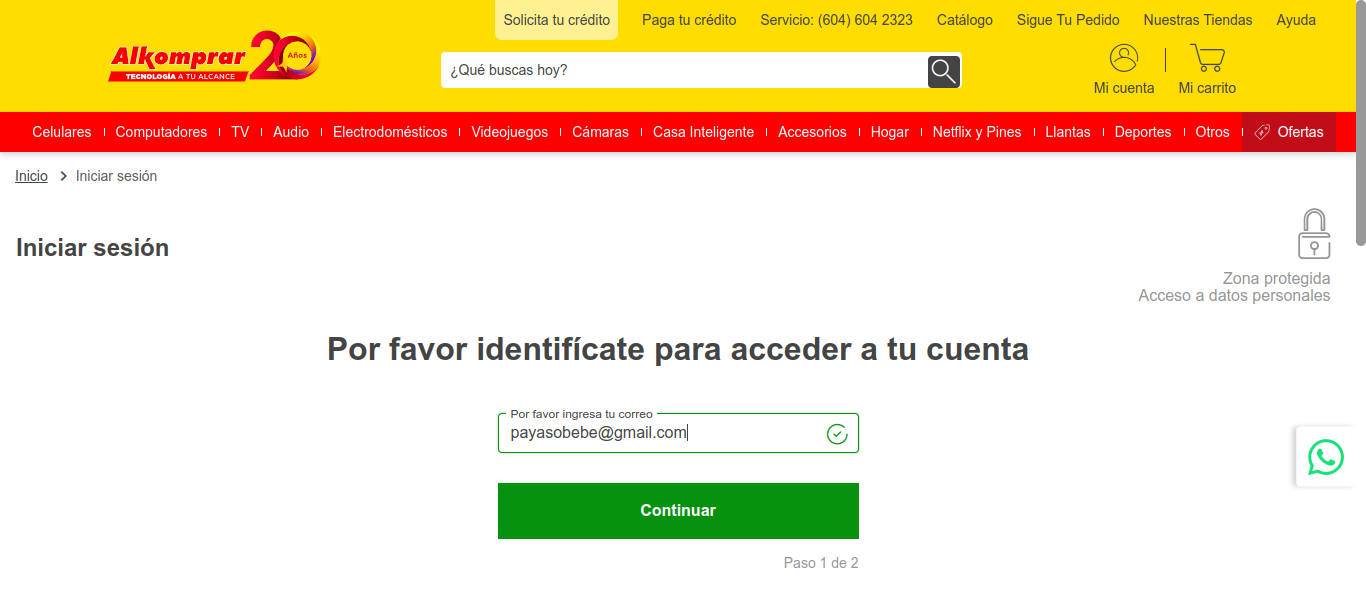 Solicita tu crédito Paga tu crédito Servicio: (604) 604 2323 Catálogo Sigue Tu Pedido Nuestras Tiendas Ayuda
Alkomprar 20 Años
TECNOLOGÍA A TU ALCANCE
¿Qué buscas hoy?
Mi cuenta Mi carrito
Celulares Computadores TV Audio Electrodomésticos Videojuegos Cámaras Casa Inteligente Accesorios Hogar Netflix y Pines Llantas Deportes Otros Ofertas
Inicio Iniciar sesión
Iniciar sesión
Zona protegida
Acceso a datos personales
Por favor identifícate para acceder a tu cuenta
Por favor ingresa tu correo
payasobebe@gmail.com
Continuar
Paso 1 de 2